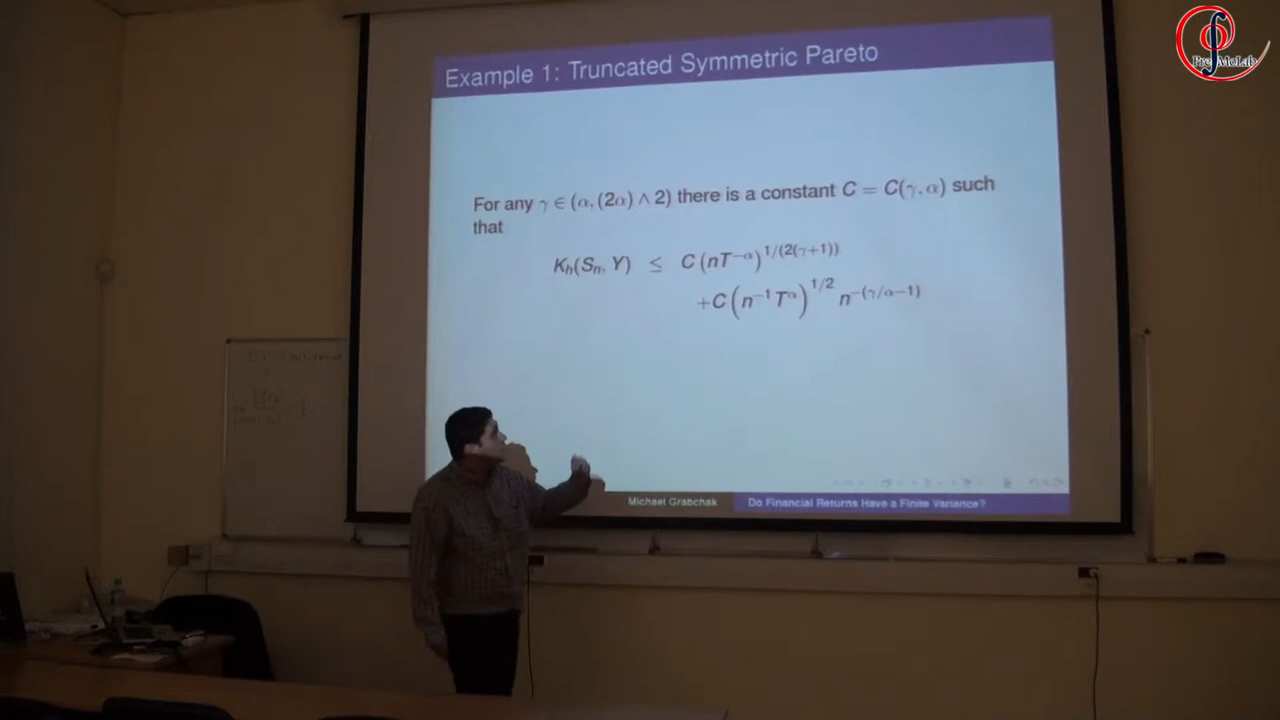 PreMoLab
Example 1: Truncated Symmetric Pareto
For any γ ∈ (α, (2α) ∧ 2) there is a constant C = C(γ, α) such
that
K_h(S_n, Y) ≤ C (nT^{-α})^{1/(2(γ+1))}
+C (n^{-1} T^α)^{1/2} n^{-(γ/α-1)}
Michael Grabchak Do Financial Returns Have a Finite Variance?